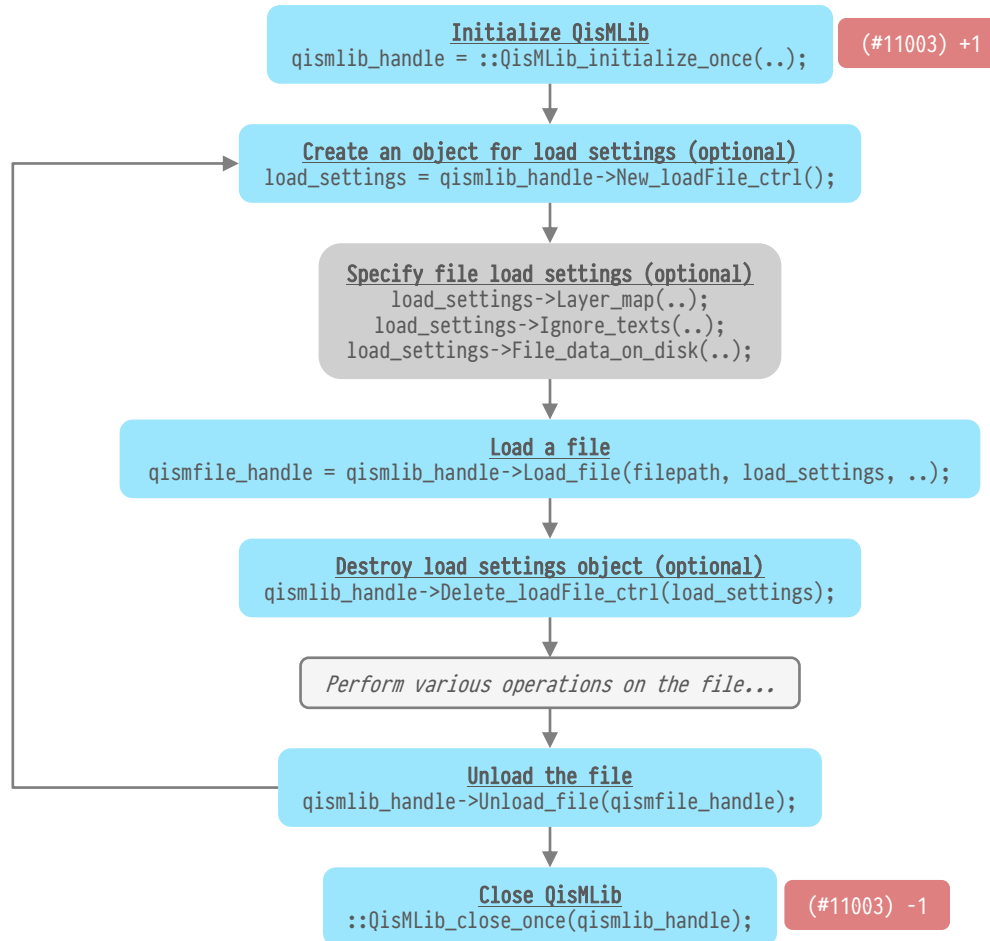 Initialize QisMLib
qismlib_handle = ::QisMLib_initialize_once(..);
(#11003) +1
Create an object for load settings (optional)
load_settings = qismlib_handle->New_loadFile_ctrl();
Specify file load settings (optional)
load_settings->Layer_map(..);
load_settings->Ignore_texts(..);
load_settings->File_data_on_disk(..);
Load a file
qismfile_handle = qismlib_handle->Load_file(filepath, load_settings, ..);
Destroy load settings object (optional)
qismlib_handle->Delete_loadFile_ctrl(load_settings);
Perform various operations on the file...
Unload the file
qismlib_handle->Unload_file(qismfile_handle);
Close QisMLib
::QisMLib_close_once(qismlib_handle);
(#11003) -1